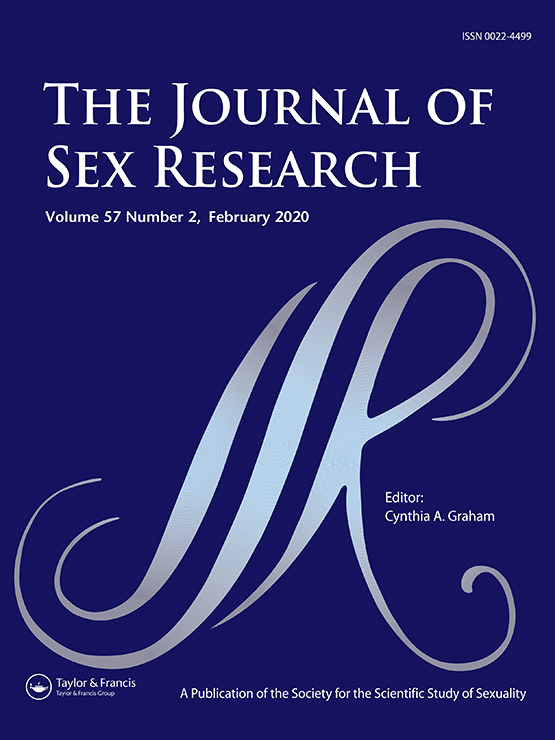 ISSN 0022-4499
THE JOURNAL OF
SEX RESEARCH
Volume 57 Number 2, February 2020
Editor:
Cynthia A. Graham
Taylor & Francis
Taylor & Francis Group
A Publication of the Society for the Scientific Study of Sexuality